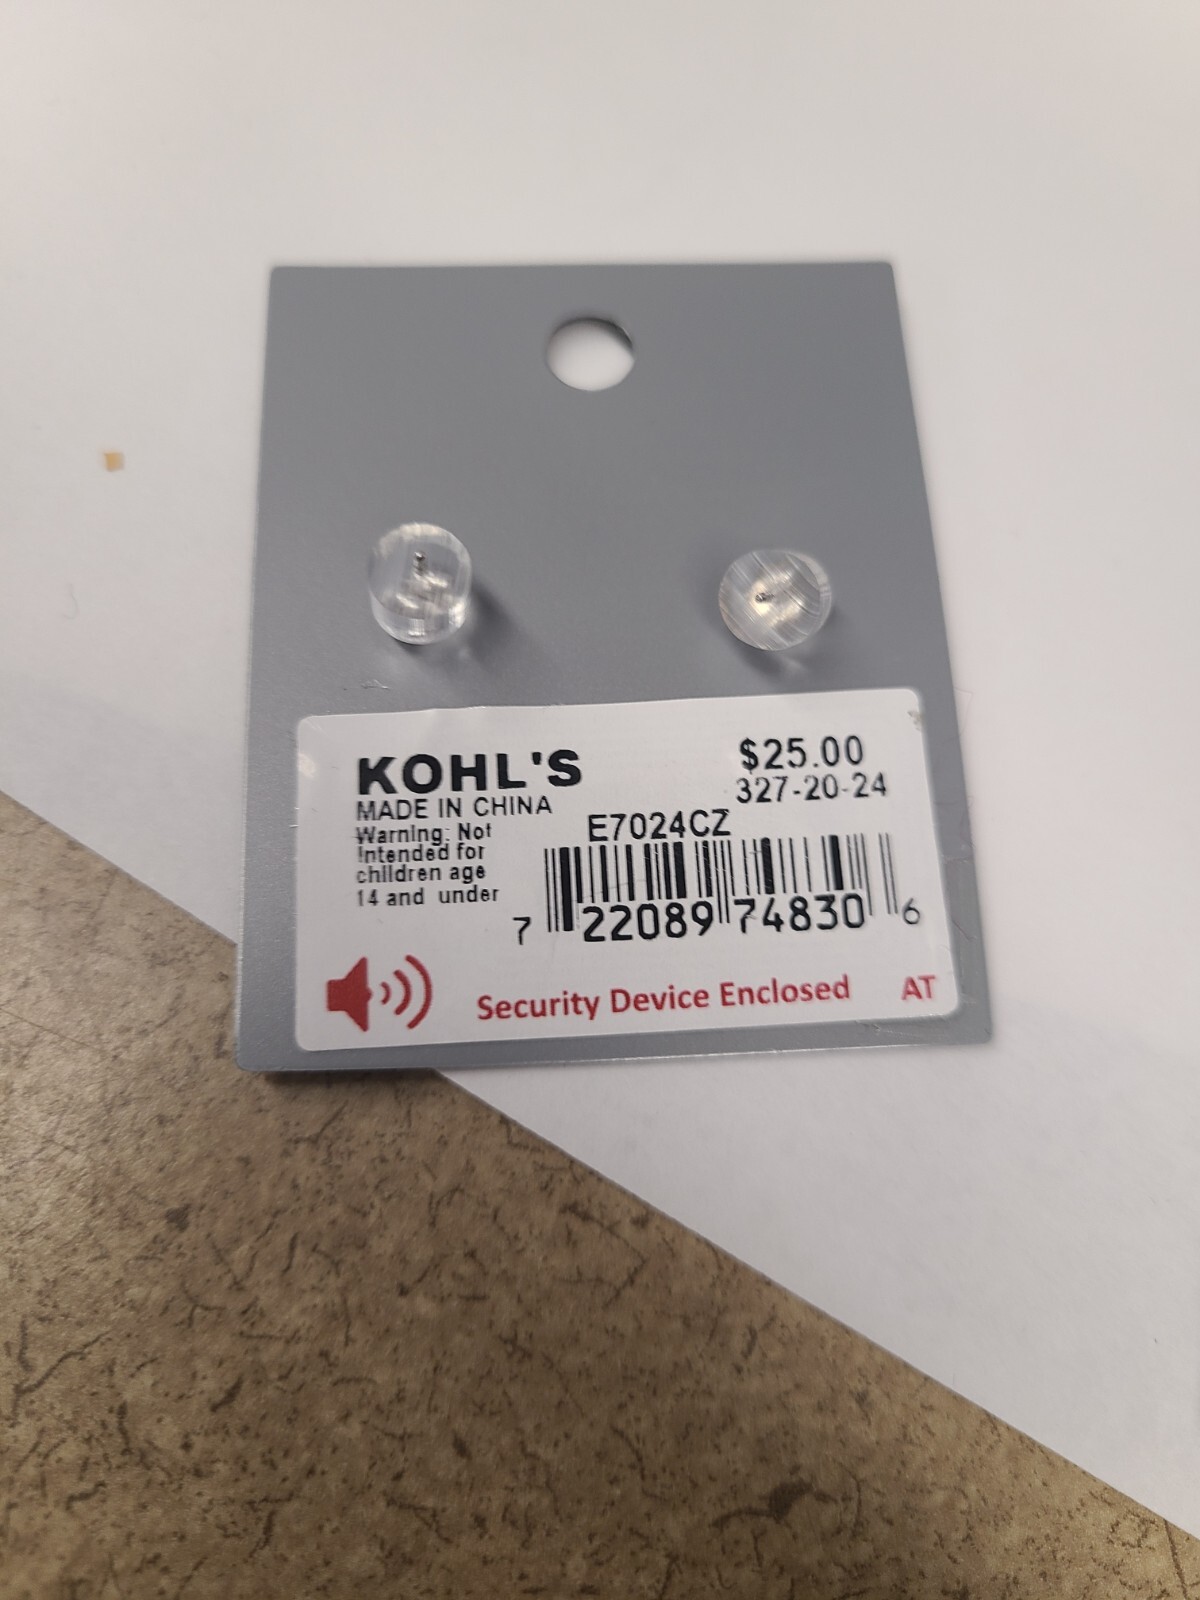 KOHL'S
$25.00
MADE IN CHINA
327-20-24
Warning: Not
Intended for
children age
14 and under
E7024CZ
7 22089 74830 6
Security Device Enclosed AT